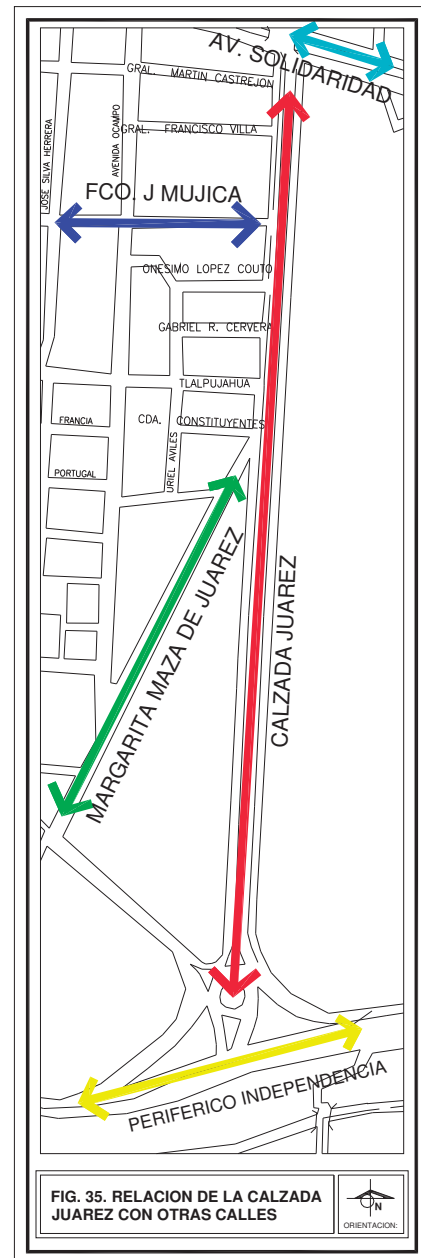 AV. SOLIDARIDAD
GRAL. MARTIN CASTREJON
AVENIDA OCAMPO
GRAL. FRANCISCO VILLA
JOSE SILVA HERRERA
FCO. J MUJICA
ONESIMO LOPEZ COUTO
GABRIEL R. CERVERA
TLALPUJAHUA
CDA. CONSTITUYENTES
FRANCIA
URIEL AVILES
PORTUGAL
MARGARITA MAZA DE JUAREZ
CALZADA JUAREZ
PERIFERICO INDEPENDENCIA
FIG. 35. RELACION DE LA CALZADA
JUAREZ CON OTRAS CALLES
N
ORIENTACION: